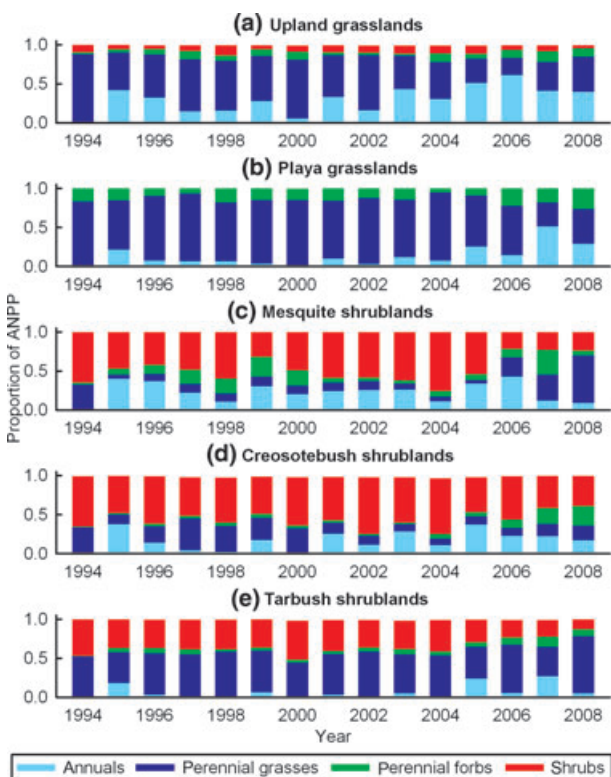 (a) Upland grasslands
1.0
0.5
0.0
1994 1996 1998 2000 2002 2004 2006 2008
(b) Playa grasslands
1.0
0.5
0.0
1994 1996 1998 2000 2002 2004 2006 2008
Proportion of ANPP
(c) Mesquite shrublands
1.0
0.5
0.0
1994 1996 1998 2000 2002 2004 2006 2008
(d) Creosotebush shrublands
1.0
0.5
0.0
1994 1996 1998 2000 2002 2004 2006 2008
(e) Tarbush shrublands
1.0
0.5
0.0
1994 1996 1998 2000 2002 2004 2006 2008
Year
Annuals Perennial grasses Perennial forbs Shrubs